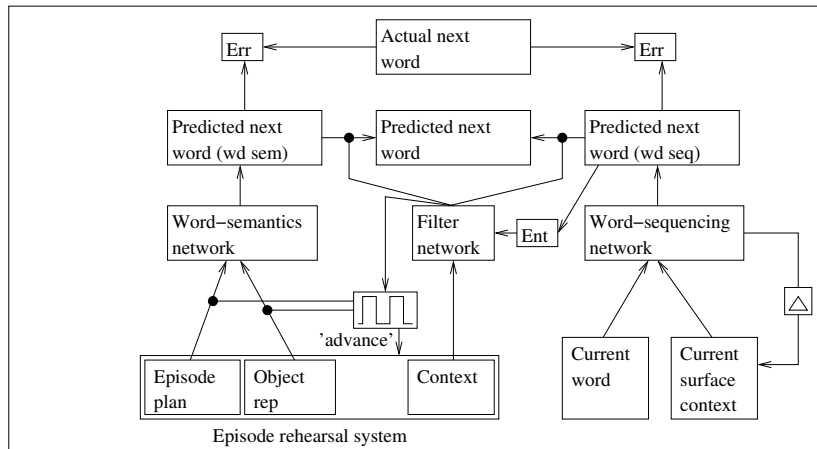 Err
Actual next
word
Err
Predicted next
word (wd sem)
Predicted next
word
Predicted next
word (wd seq)
Word−semantics
network
Filter
network
Ent
Word−sequencing
network
△
'advance'
Episode
plan
Object
rep
Context
Current
word
Current
surface
context
Episode rehearsal system